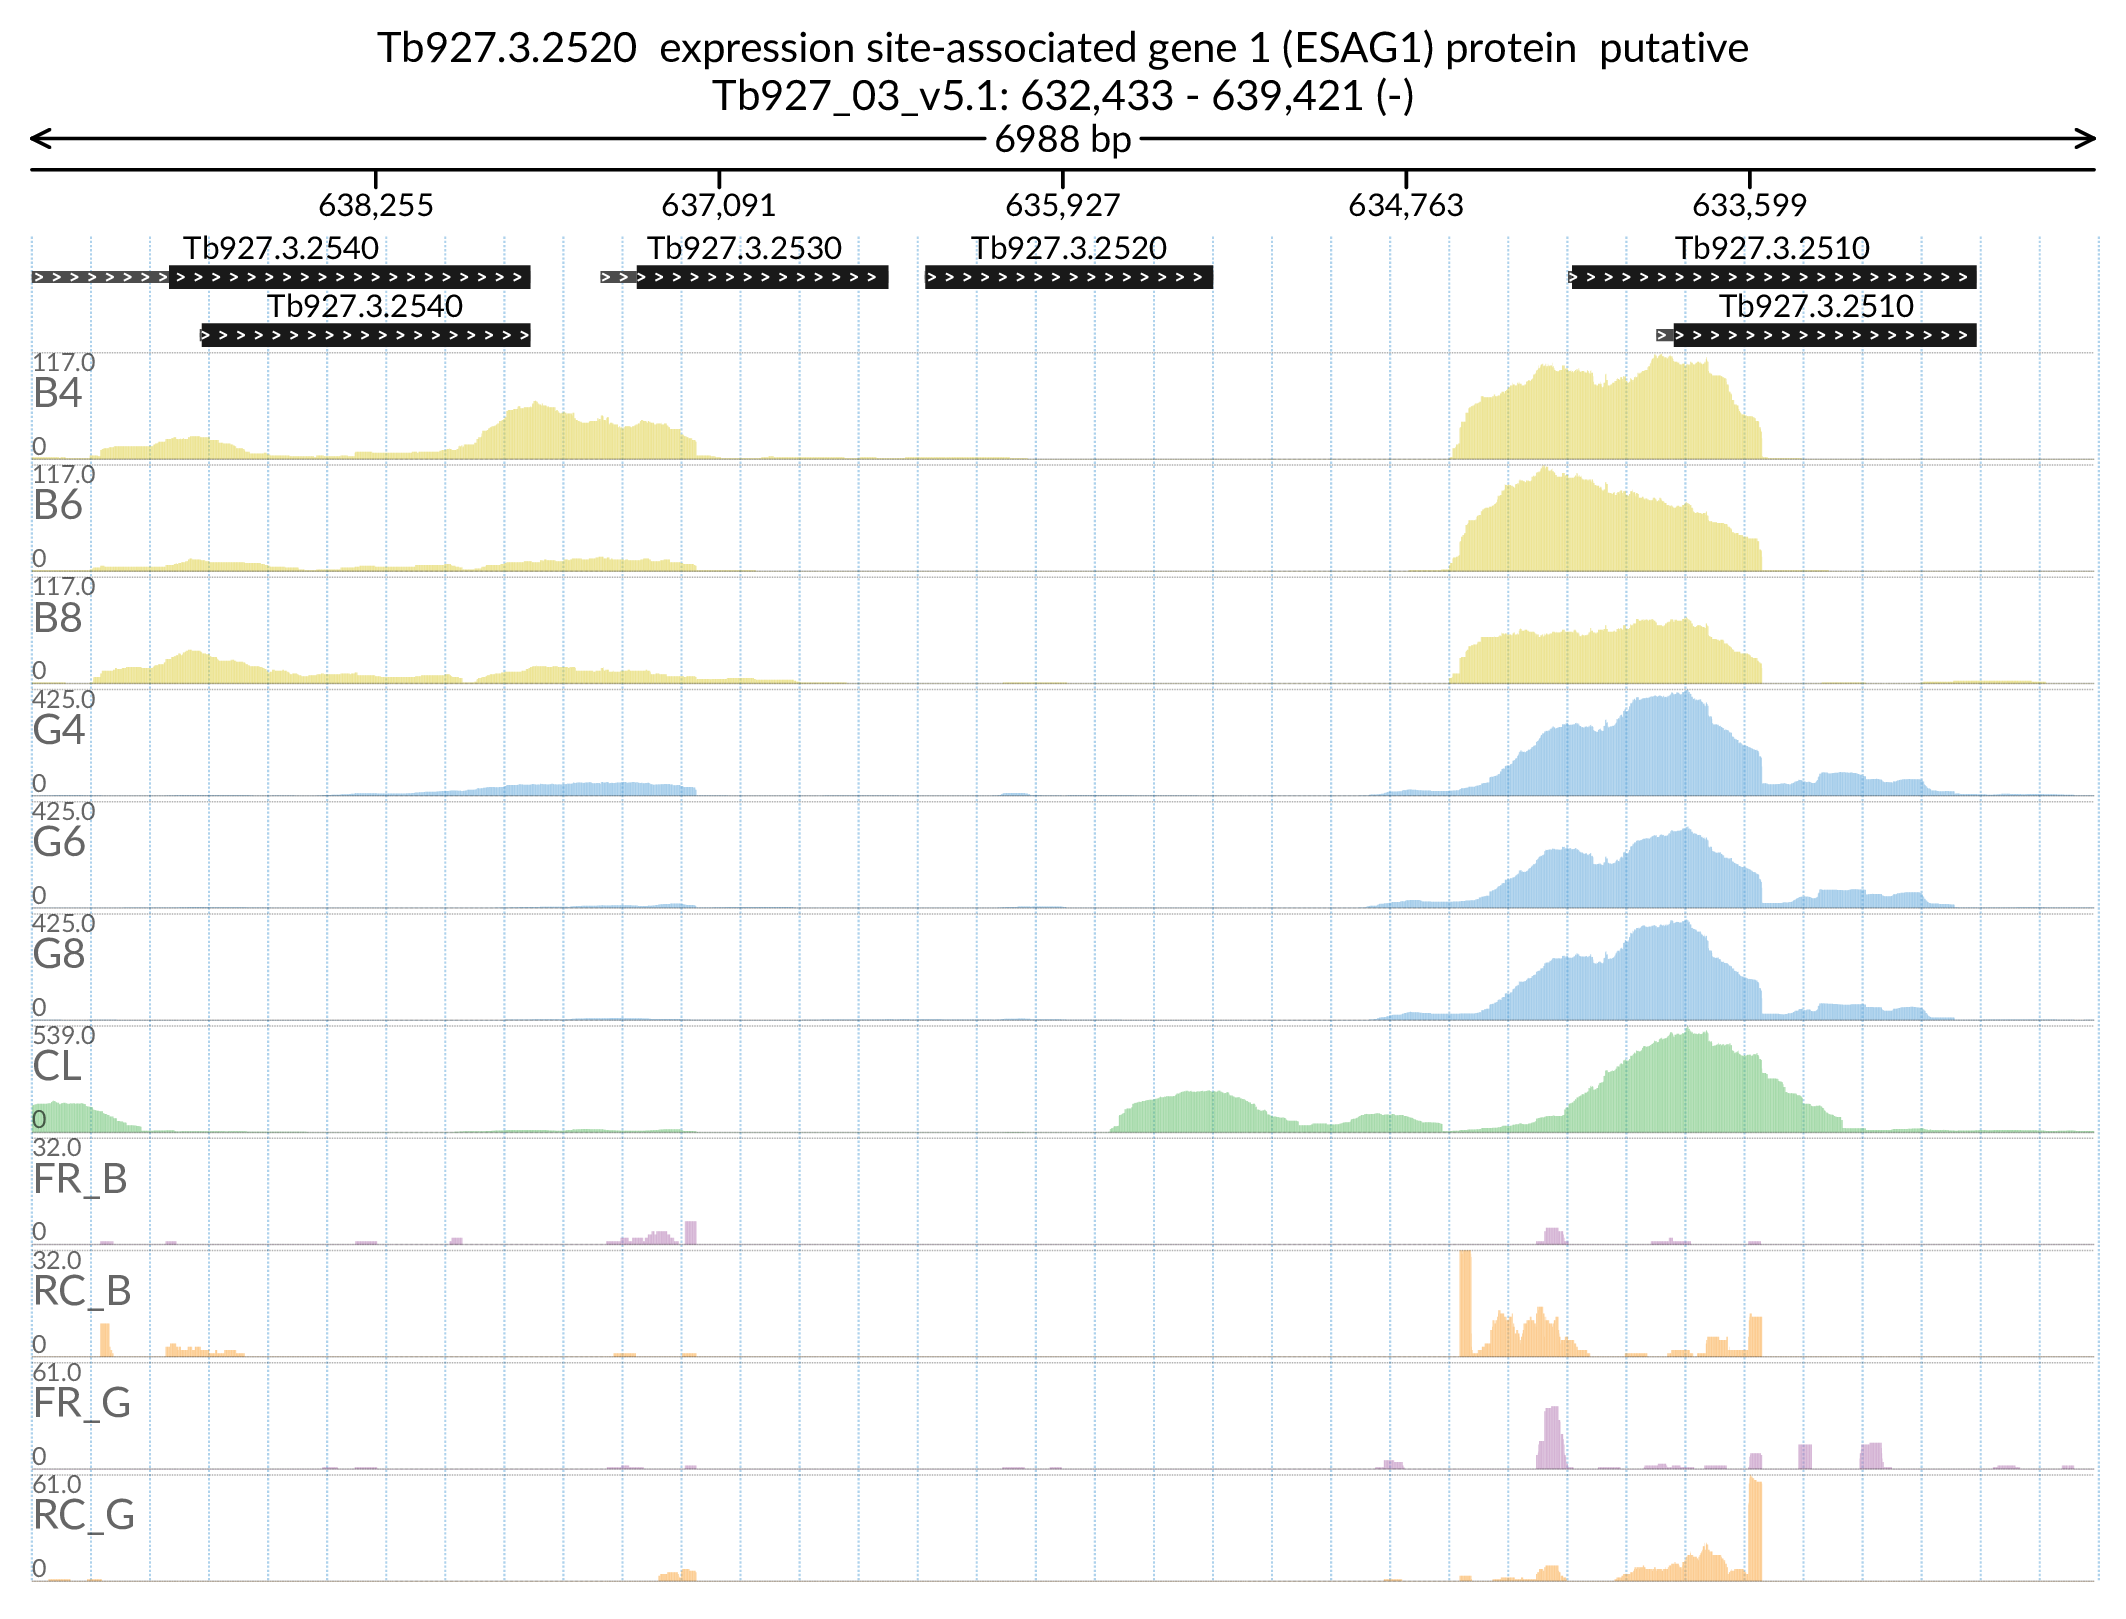 Tb927.3.2520  expression site-associated gene 1 (ESAG1) protein  putative
Tb927_03_v5.1: 632,433 - 639,421 (-)
6988 bp
638,255 637,091 635,927 634,763 633,599
Tb927.3.2540 Tb927.3.2530 Tb927.3.2520 Tb927.3.2510
Tb927.3.2540 Tb927.3.2510
117.0
B4
0
117.0
B6
0
117.0
B8
0
425.0
G4
0
425.0
G6
0
425.0
G8
0
539.0
CL
0
32.0
FR_B
0
32.0
RC_B
0
61.0
FR_G
0
61.0
RC_G
0